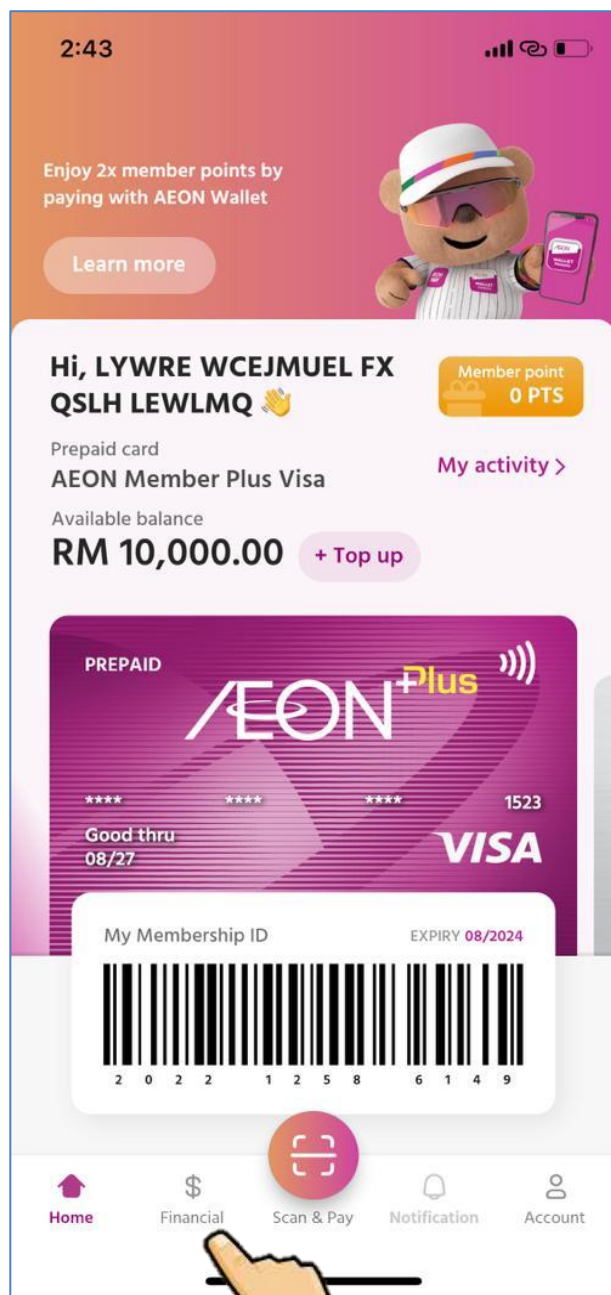 2:43
Enjoy 2x member points by
paying with AEON Wallet
Learn more
Hi, LYWRE WCEJMUEL FX
QSLH LEWLMQ 👋
Member point
0 PTS
Prepaid card
AEON Member Plus Visa
My activity >
Available balance
RM 10,000.00
+ Top up
PREPAID
ÆON +Plus
**** **** **** 1523
Good thru
08/27
VISA
My Membership ID
EXPIRY 08/2024
2 0 2 2 1 2 5 8 6 1 4 9
Home
Financial
Scan & Pay
Notification
Account